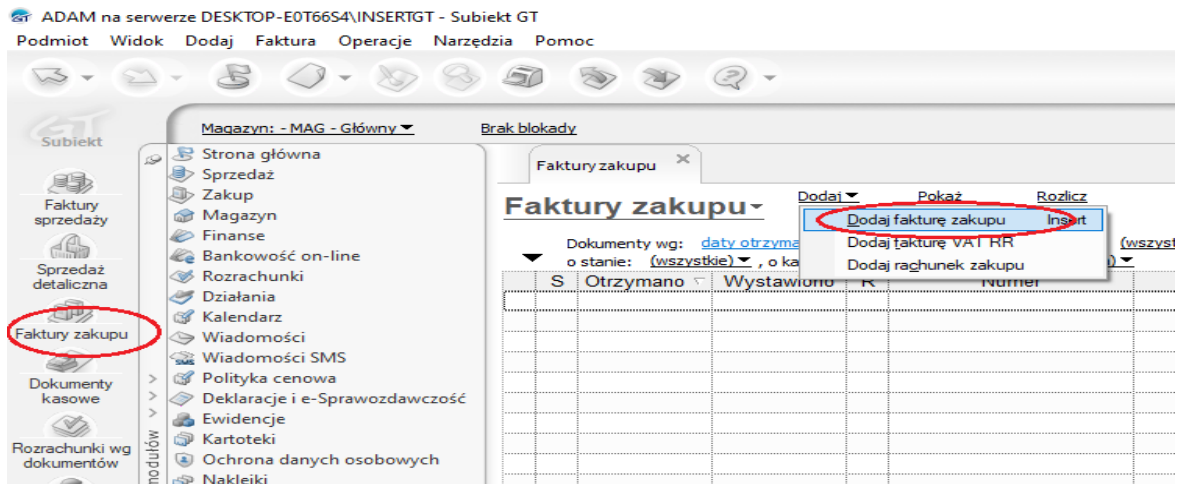 ADAM na serwerze DESKTOP-E0T66S4\INSERTGT - Subiekt GT
Podmiot Widok Dodaj Faktura Operacje Narzędzia Pomoc
Subiekt
Magazyn: - MAG - Główny
Brak blokady
Faktury sprzedaży
Sprzedaż detaliczna
Faktury zakupu
Dokumenty kasowe
Rozrachunki wg dokumentów
modułów
Strona główna
Sprzedaż
Zakup
Magazyn
Finanse
Bankowość on-line
Rozrachunki
Działania
Kalendarz
Wiadomości
Wiadomości SMS
Polityka cenowa
Deklaracje i e-Sprawozdawczość
Ewidencje
Kartoteki
Ochrona danych osobowych
Naklejki
Faktury zakupu
Faktury zakupu
Dodaj Pokaż Rozlicz
Dodaj fakturę zakupu Insert
Dodaj fakturę VAT RR
Dodaj rachunek zakupu
Dokumenty wg: daty otrzyma (wszyst
o stanie: (wszystkie) , o ka
S Otrzymano Wystawiono R Numer